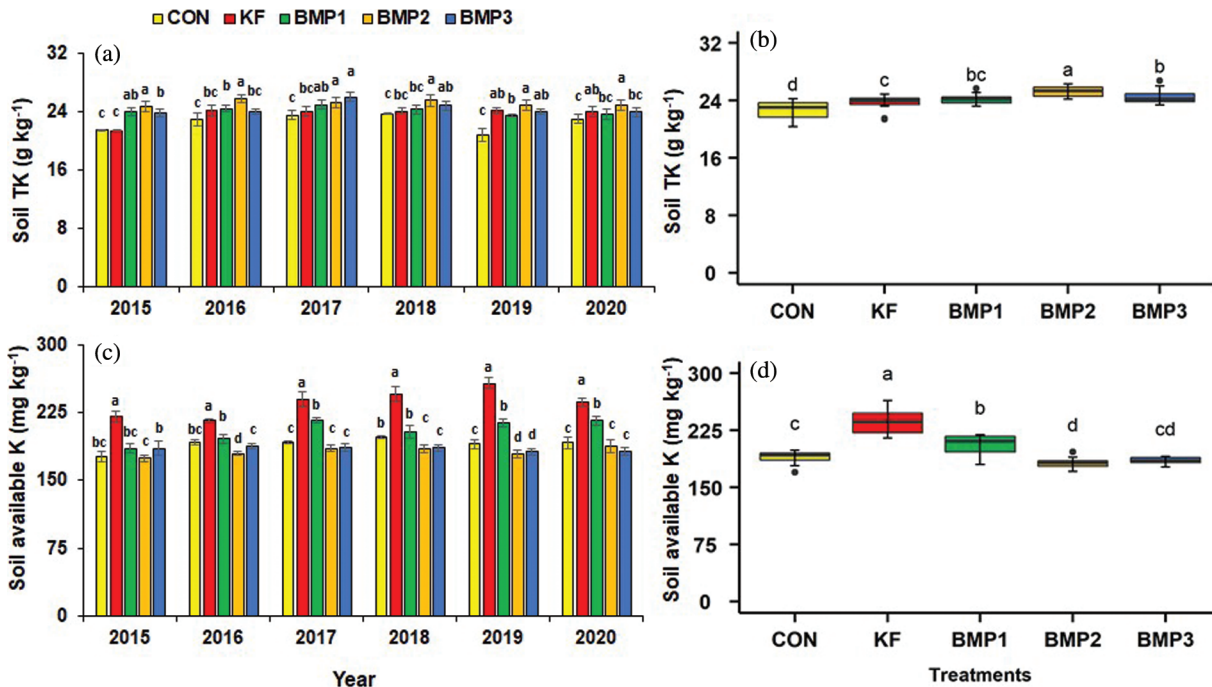 CON KF BMP1 BMP2 BMP3
(a)
Soil TK (g kg⁻¹)
32
24
16
8
0
c c ab a b
c bc b a bc
c bc ab a a
c bc bc a ab
c ab b a ab
c ab bc a bc
2015 2016 2017 2018 2019 2020
(b)
Soil TK (g kg⁻¹)
32
24
16
8
0
d c bc a b
CON KF BMP1 BMP2 BMP3
(c)
Soil available K (mg kg⁻¹)
300
225
150
75
0
bc a b c bc
bc a b d c
c a b c c
b a b c c
c a b d d
c a b c c
2015 2016 2017 2018 2019 2020
Year
(d)
Soil available K (mg kg⁻¹)
300
225
150
75
0
c a b d cd
CON KF BMP1 BMP2 BMP3
Treatments